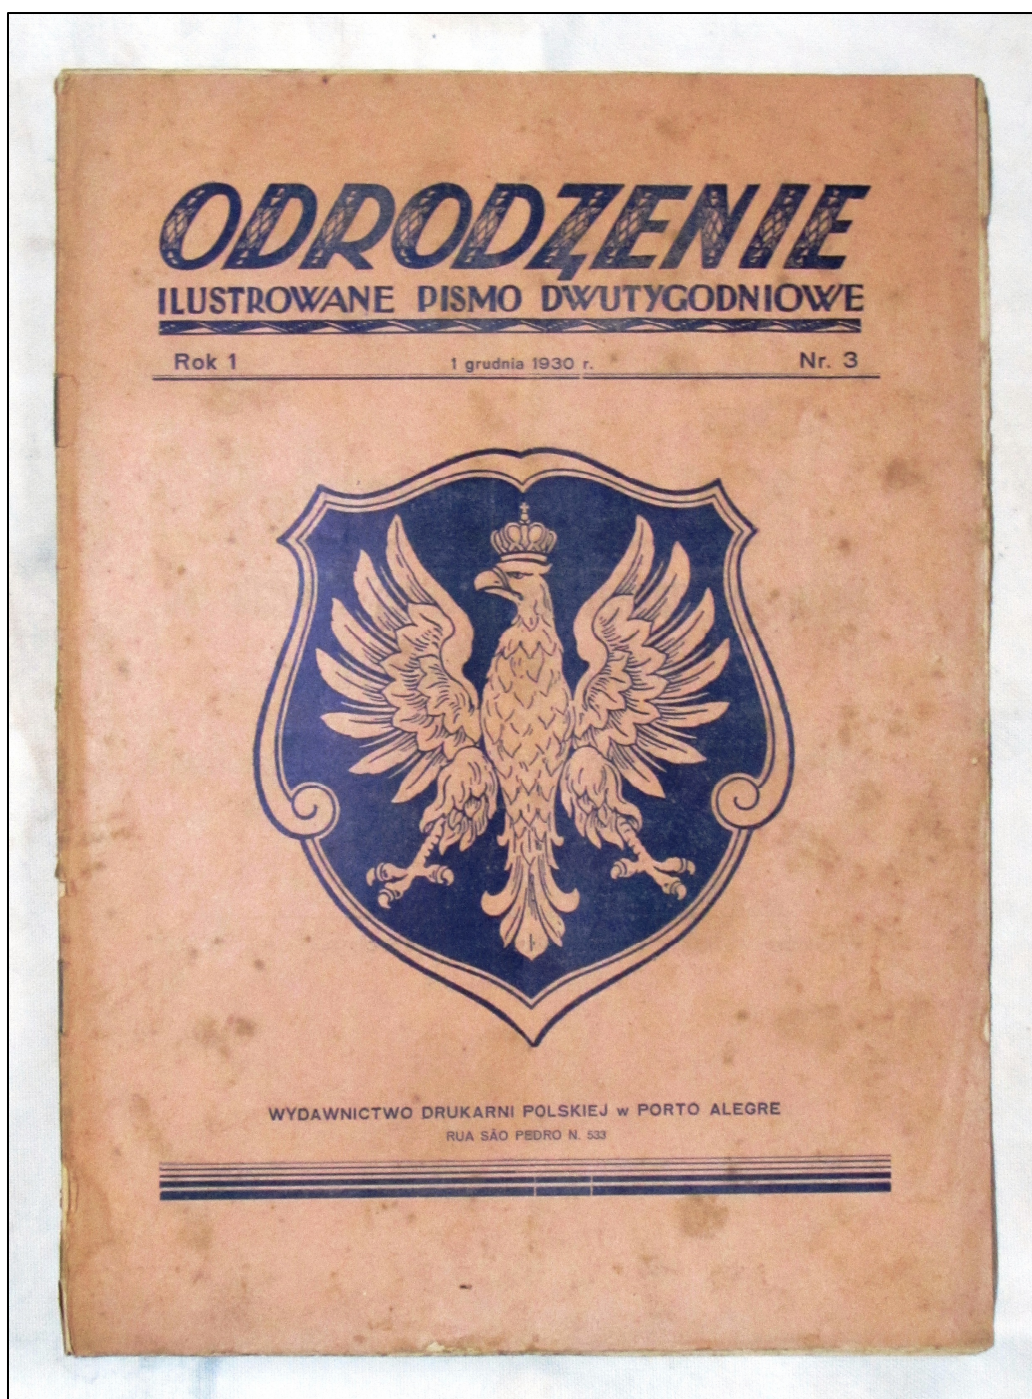 ODRODZENIE
ILUSTROWANE PISMO DWUTYGODNIOWE
Rok 1 1 grudnia 1930 r. Nr. 3
WYDAWNICTWO DRUKARNI POLSKIEJ w PORTO ALEGRE
RUA SÃO PEDRO N. 533